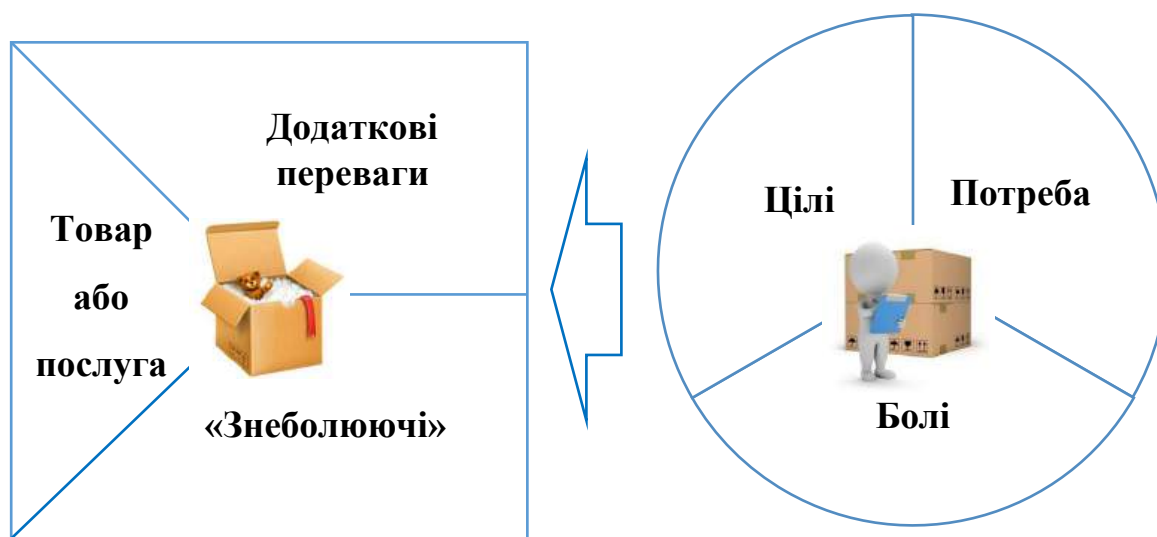 Додаткові
переваги
Товар
або
послуга
«Знеболюючі»
Цілі
Потреба
Болі